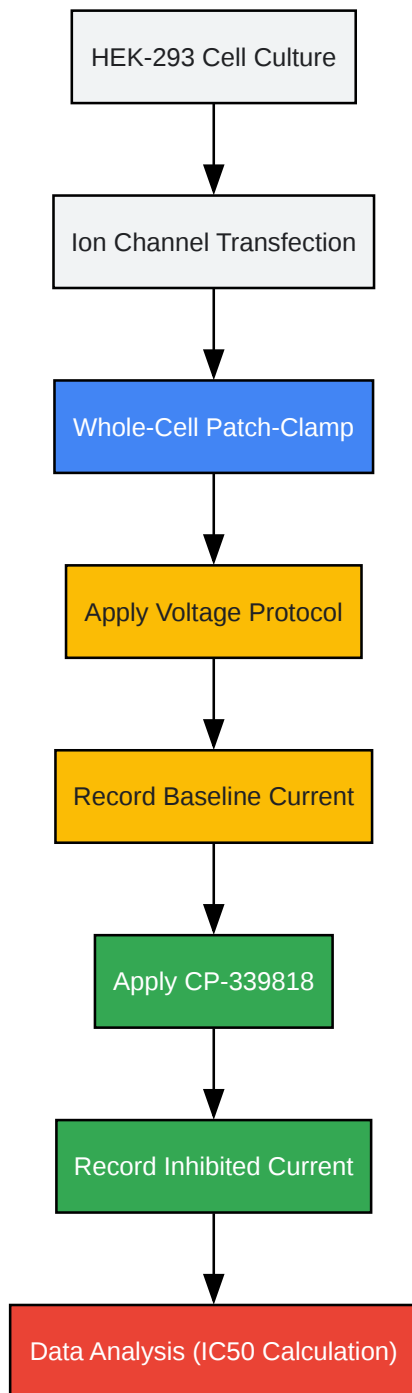 HEK-293 Cell Culture
Ion Channel Transfection
Whole-Cell Patch-Clamp
Apply Voltage Protocol
Record Baseline Current
Apply CP-339818
Record Inhibited Current
Data Analysis (IC50 Calculation)